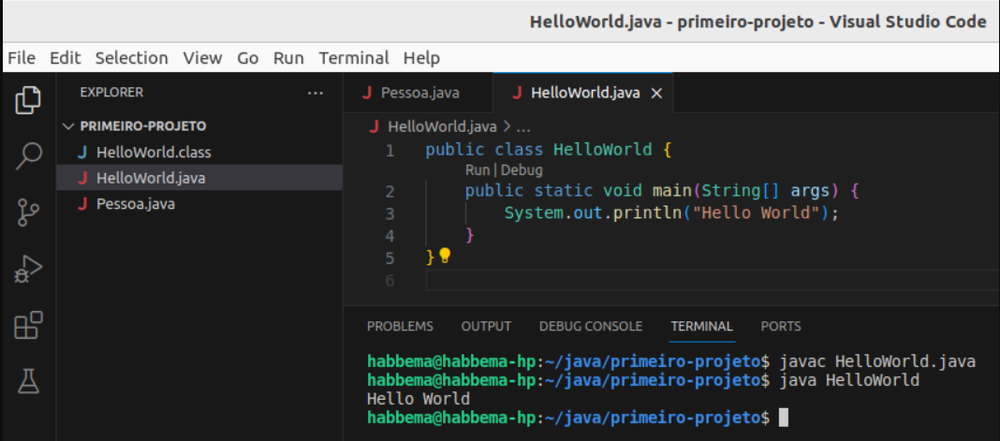 HelloWorld.java - primeiro-projeto - Visual Studio Code
File Edit Selection View Go Run Terminal Help
EXPLORER ...
PRIMEIRO-PROJETO
J HelloWorld.class
J HelloWorld.java
J Pessoa.java
J Pessoa.java J HelloWorld.java ×
J HelloWorld.java > ...
1 public class HelloWorld {
Run | Debug
2 public static void main(String[] args) {
3 System.out.println("Hello World");
4 }
5 }
6
PROBLEMS OUTPUT DEBUG CONSOLE TERMINAL PORTS
habbema@habbema-hp:~/java/primeiro-projeto$ javac HelloWorld.java
habbema@habbema-hp:~/java/primeiro-projeto$ java HelloWorld
Hello World
habbema@habbema-hp:~/java/primeiro-projeto$